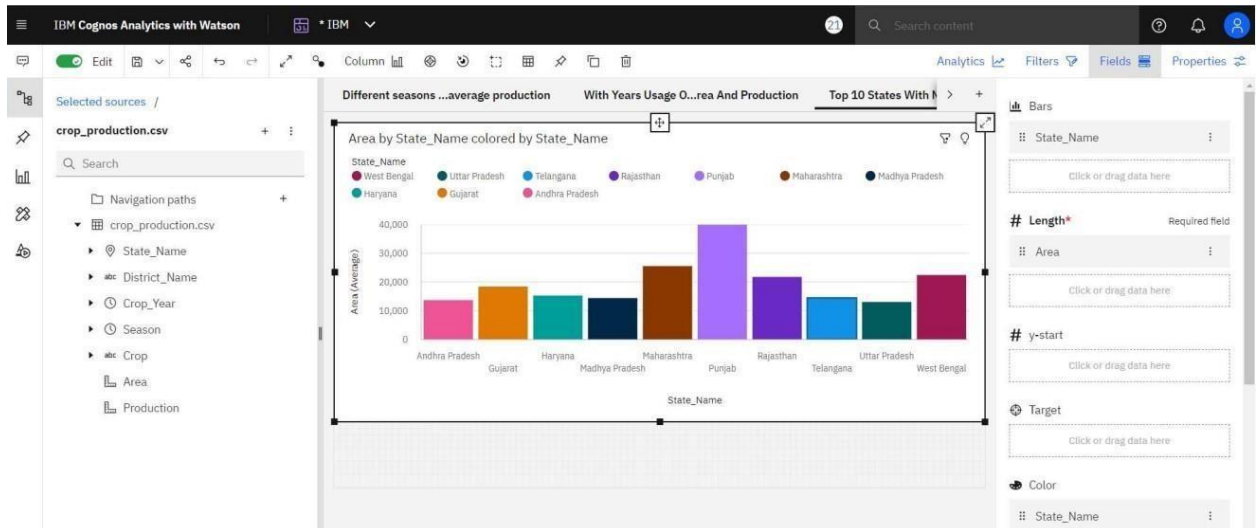 IBM Cognos Analytics with Watson
* IBM
21
Search content
Edit
Column
Analytics
Filters
Fields
Properties
Selected sources /
crop_production.csv
Search
Navigation paths
crop_production.csv
State_Name
abc District_Name
Crop_Year
Season
abc Crop
Area
Production
Different seasons ...average production
With Years Usage O...rea And Production
Top 10 States With
Area by State_Name colored by State_Name
State_Name
West Bengal Uttar Pradesh Telangana Rajasthan Punjab Maharashtra Madhya Pradesh
Haryana Gujarat Andhra Pradesh
Area (Average)
40,000
30,000
20,000
10,000
0
Andhra Pradesh Haryana Maharashtra Rajasthan Uttar Pradesh
Gujarat Madhya Pradesh Punjab Telangana West Bengal
State_Name
Bars
State_Name
Click or drag data here
# Length* Required field
Area
Click or drag data here
# y-start
Click or drag data here
Target
Click or drag data here
Color
State_Name